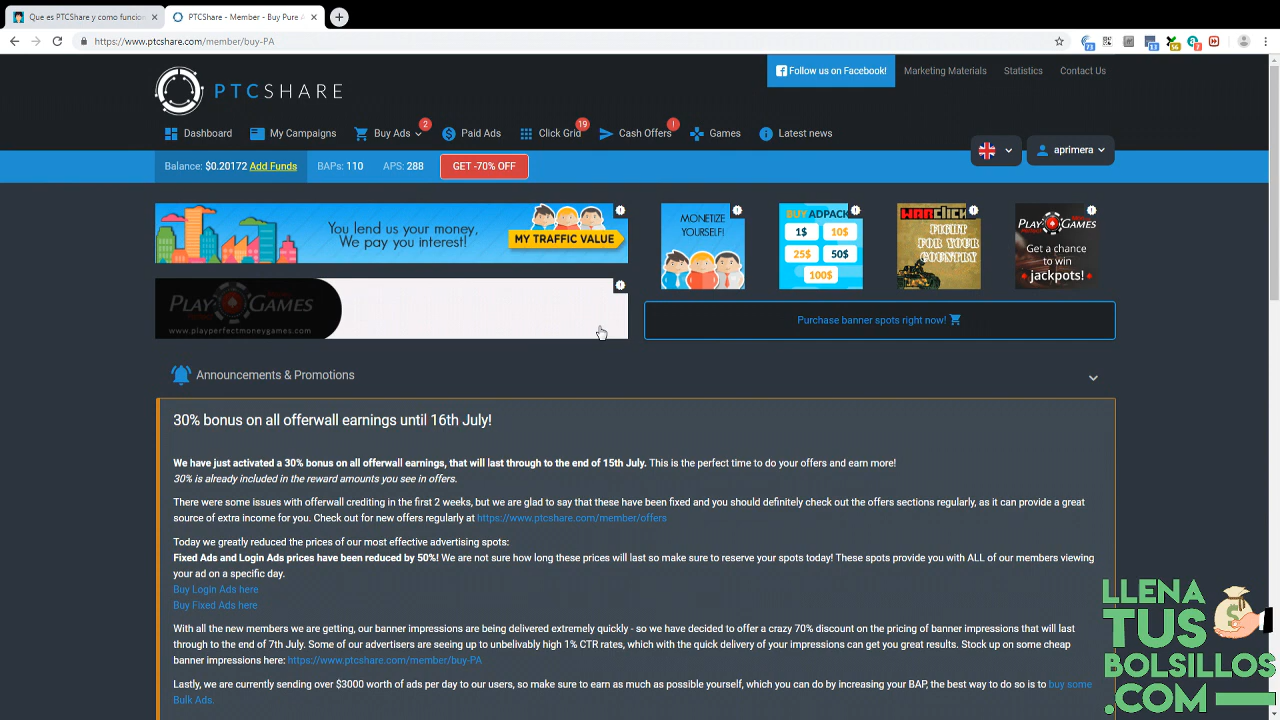 Que es PTCShare y como funcion
PTCShare - Member - Buy Pure A
https://www.ptcshare.com/member/buy-PA
PTCSHARE
Follow us on Facebook!
Marketing Materials
Statistics
Contact Us
Dashboard
My Campaigns
Buy Ads
2
Paid Ads
Click Grid
19
Cash Offers
!
Games
Latest news
aprimera
Balance: $0.20172 Add Funds
BAPs: 110
APS: 288
GET -70% OFF
You lend us your money,
We pay you interest!
MY TRAFFIC VALUE
MONETIZE
YOURSELF!
BUY ADPACK
1$ 10$
25$ 50$
100$
WARCLICK
FIGHT
FOR YOUR
COUNTRY
PLAY GAMES
Get a chance
to win
jackpots!
PLAY GAMES
www.playperfectmoneygames.com
Purchase banner spots right now!
Announcements & Promotions
30% bonus on all offerwall earnings until 16th July!
We have just activated a 30% bonus on all offerwall earnings, that will last through to the end of 15th July. This is the perfect time to do your offers and earn more!
30% is already included in the reward amounts you see in offers.
There were some issues with offerwall crediting in the first 2 weeks, but we are glad to say that these have been fixed and you should definitely check out the offers sections regularly, as it can provide a great
source of extra income for you. Check out for new offers regularly at https://www.ptcshare.com/member/offers
Today we greatly reduced the prices of our most effective advertising spots:
Fixed Ads and Login Ads prices have been reduced by 50%! We are not sure how long these prices will last so make sure to reserve your spots today! These spots provide you with ALL of our members viewing
your ad on a specific day.
Buy Login Ads here
Buy Fixed Ads here
With all the new members we are getting, our banner impressions are being delivered extremely quickly - so we have decided to offer a crazy 70% discount on the pricing of banner impressions that will last
through to the end of 7th July. Some of our advertisers are seeing up to unbelivably high 1% CTR rates, which with the quick delivery of your impressions can get you great results. Stock up on some cheap
banner impressions here: https://www.ptcshare.com/member/buy-PA
Lastly, we are currently sending over $3000 worth of ads per day to our users, so make sure to earn as much as possible yourself, which you can do by increasing your BAP, the best way to do so is to buy some
Bulk Ads.
LLENA
TUS
BOLSILLOS
.COM